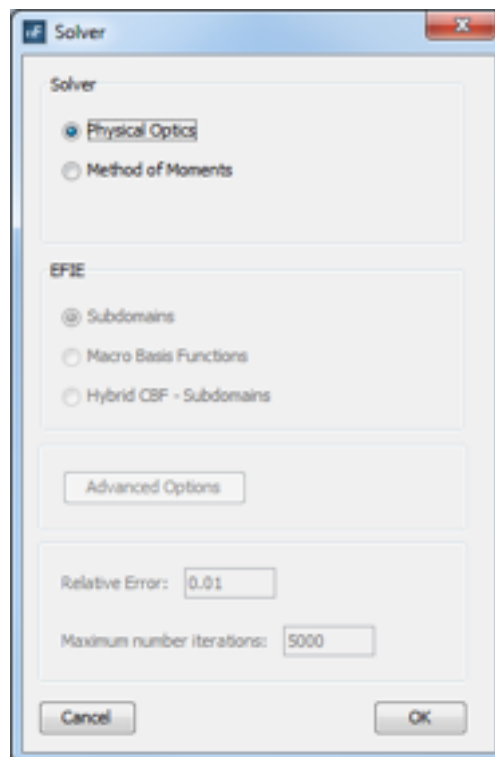 Solver
Solver
Physical Optics
Method of Moments
EFIE
Subdomains
Macro Basis Functions
Hybrid CBF - Subdomains
Advanced Options
Relative Error: 0.01
Maximum number iterations: 5000
Cancel OK